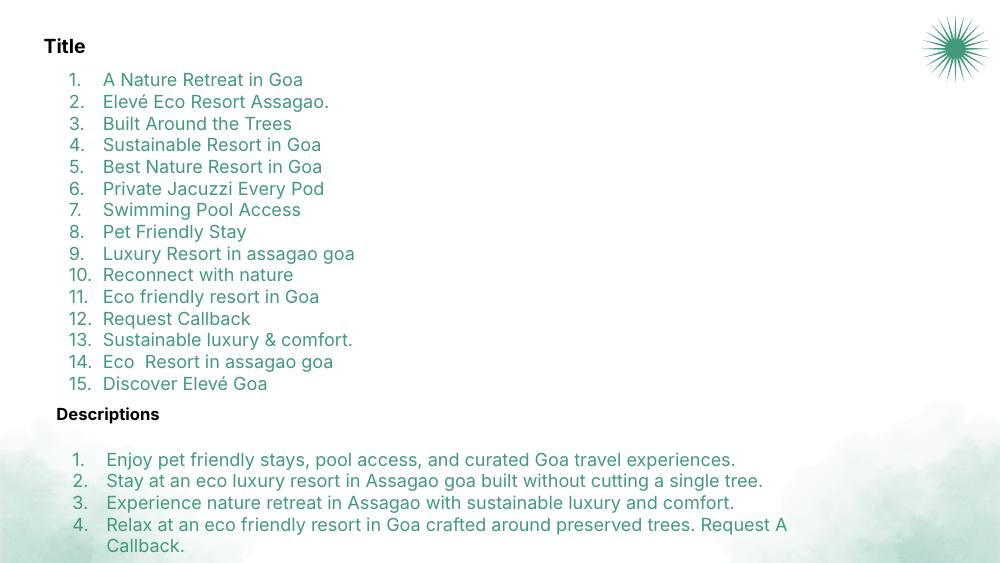 Title
1. A Nature Retreat in Goa
2. Elevé Eco Resort Assagao.
3. Built Around the Trees
4. Sustainable Resort in Goa
5. Best Nature Resort in Goa
6. Private Jacuzzi Every Pod
7. Swimming Pool Access
8. Pet Friendly Stay
9. Luxury Resort in assagao goa
10. Reconnect with nature
11. Eco friendly resort in Goa
12. Request Callback
13. Sustainable luxury & comfort.
14. Eco  Resort in assagao goa
15. Discover Elevé Goa
Descriptions
1. Enjoy pet friendly stays, pool access, and curated Goa travel experiences.
2. Stay at an eco luxury resort in Assagao goa built without cutting a single tree.
3. Experience nature retreat in Assagao with sustainable luxury and comfort.
4. Relax at an eco friendly resort in Goa crafted around preserved trees. Request A
Callback.